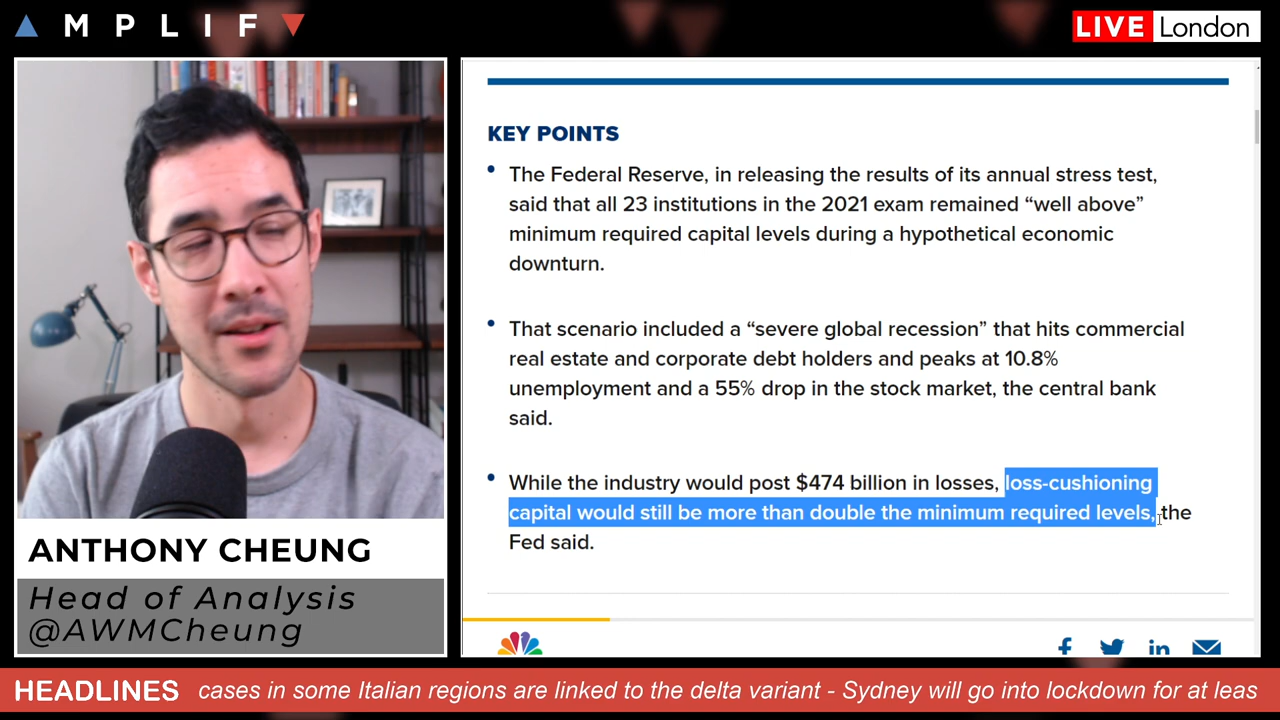 AMPLIFY
LIVE London
KEY POINTS
• The Federal Reserve, in releasing the results of its annual stress test,
said that all 23 institutions in the 2021 exam remained “well above”
minimum required capital levels during a hypothetical economic
downturn.
• That scenario included a “severe global recession” that hits commercial
real estate and corporate debt holders and peaks at 10.8%
unemployment and a 55% drop in the stock market, the central bank
said.
• While the industry would post $474 billion in losses, loss-cushioning
capital would still be more than double the minimum required levels, the
Fed said.
ANTHONY CHEUNG
Head of Analysis
@AWMCheung
f in
HEADLINES cases in some Italian regions are linked to the delta variant - Sydney will go into lockdown for at leas